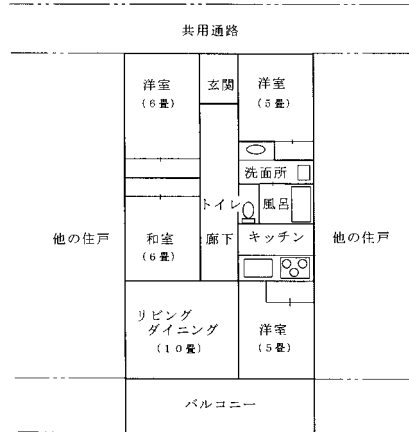 共用通路
洋室
(6畳)
玄関
洋室
(5畳)
洗面所
トイレ
風呂
他の住戸
和室
(6畳)
廊下
キッチン
他の住戸
リビング
ダイニング
(10畳)
洋室
(5畳)
バルコニー